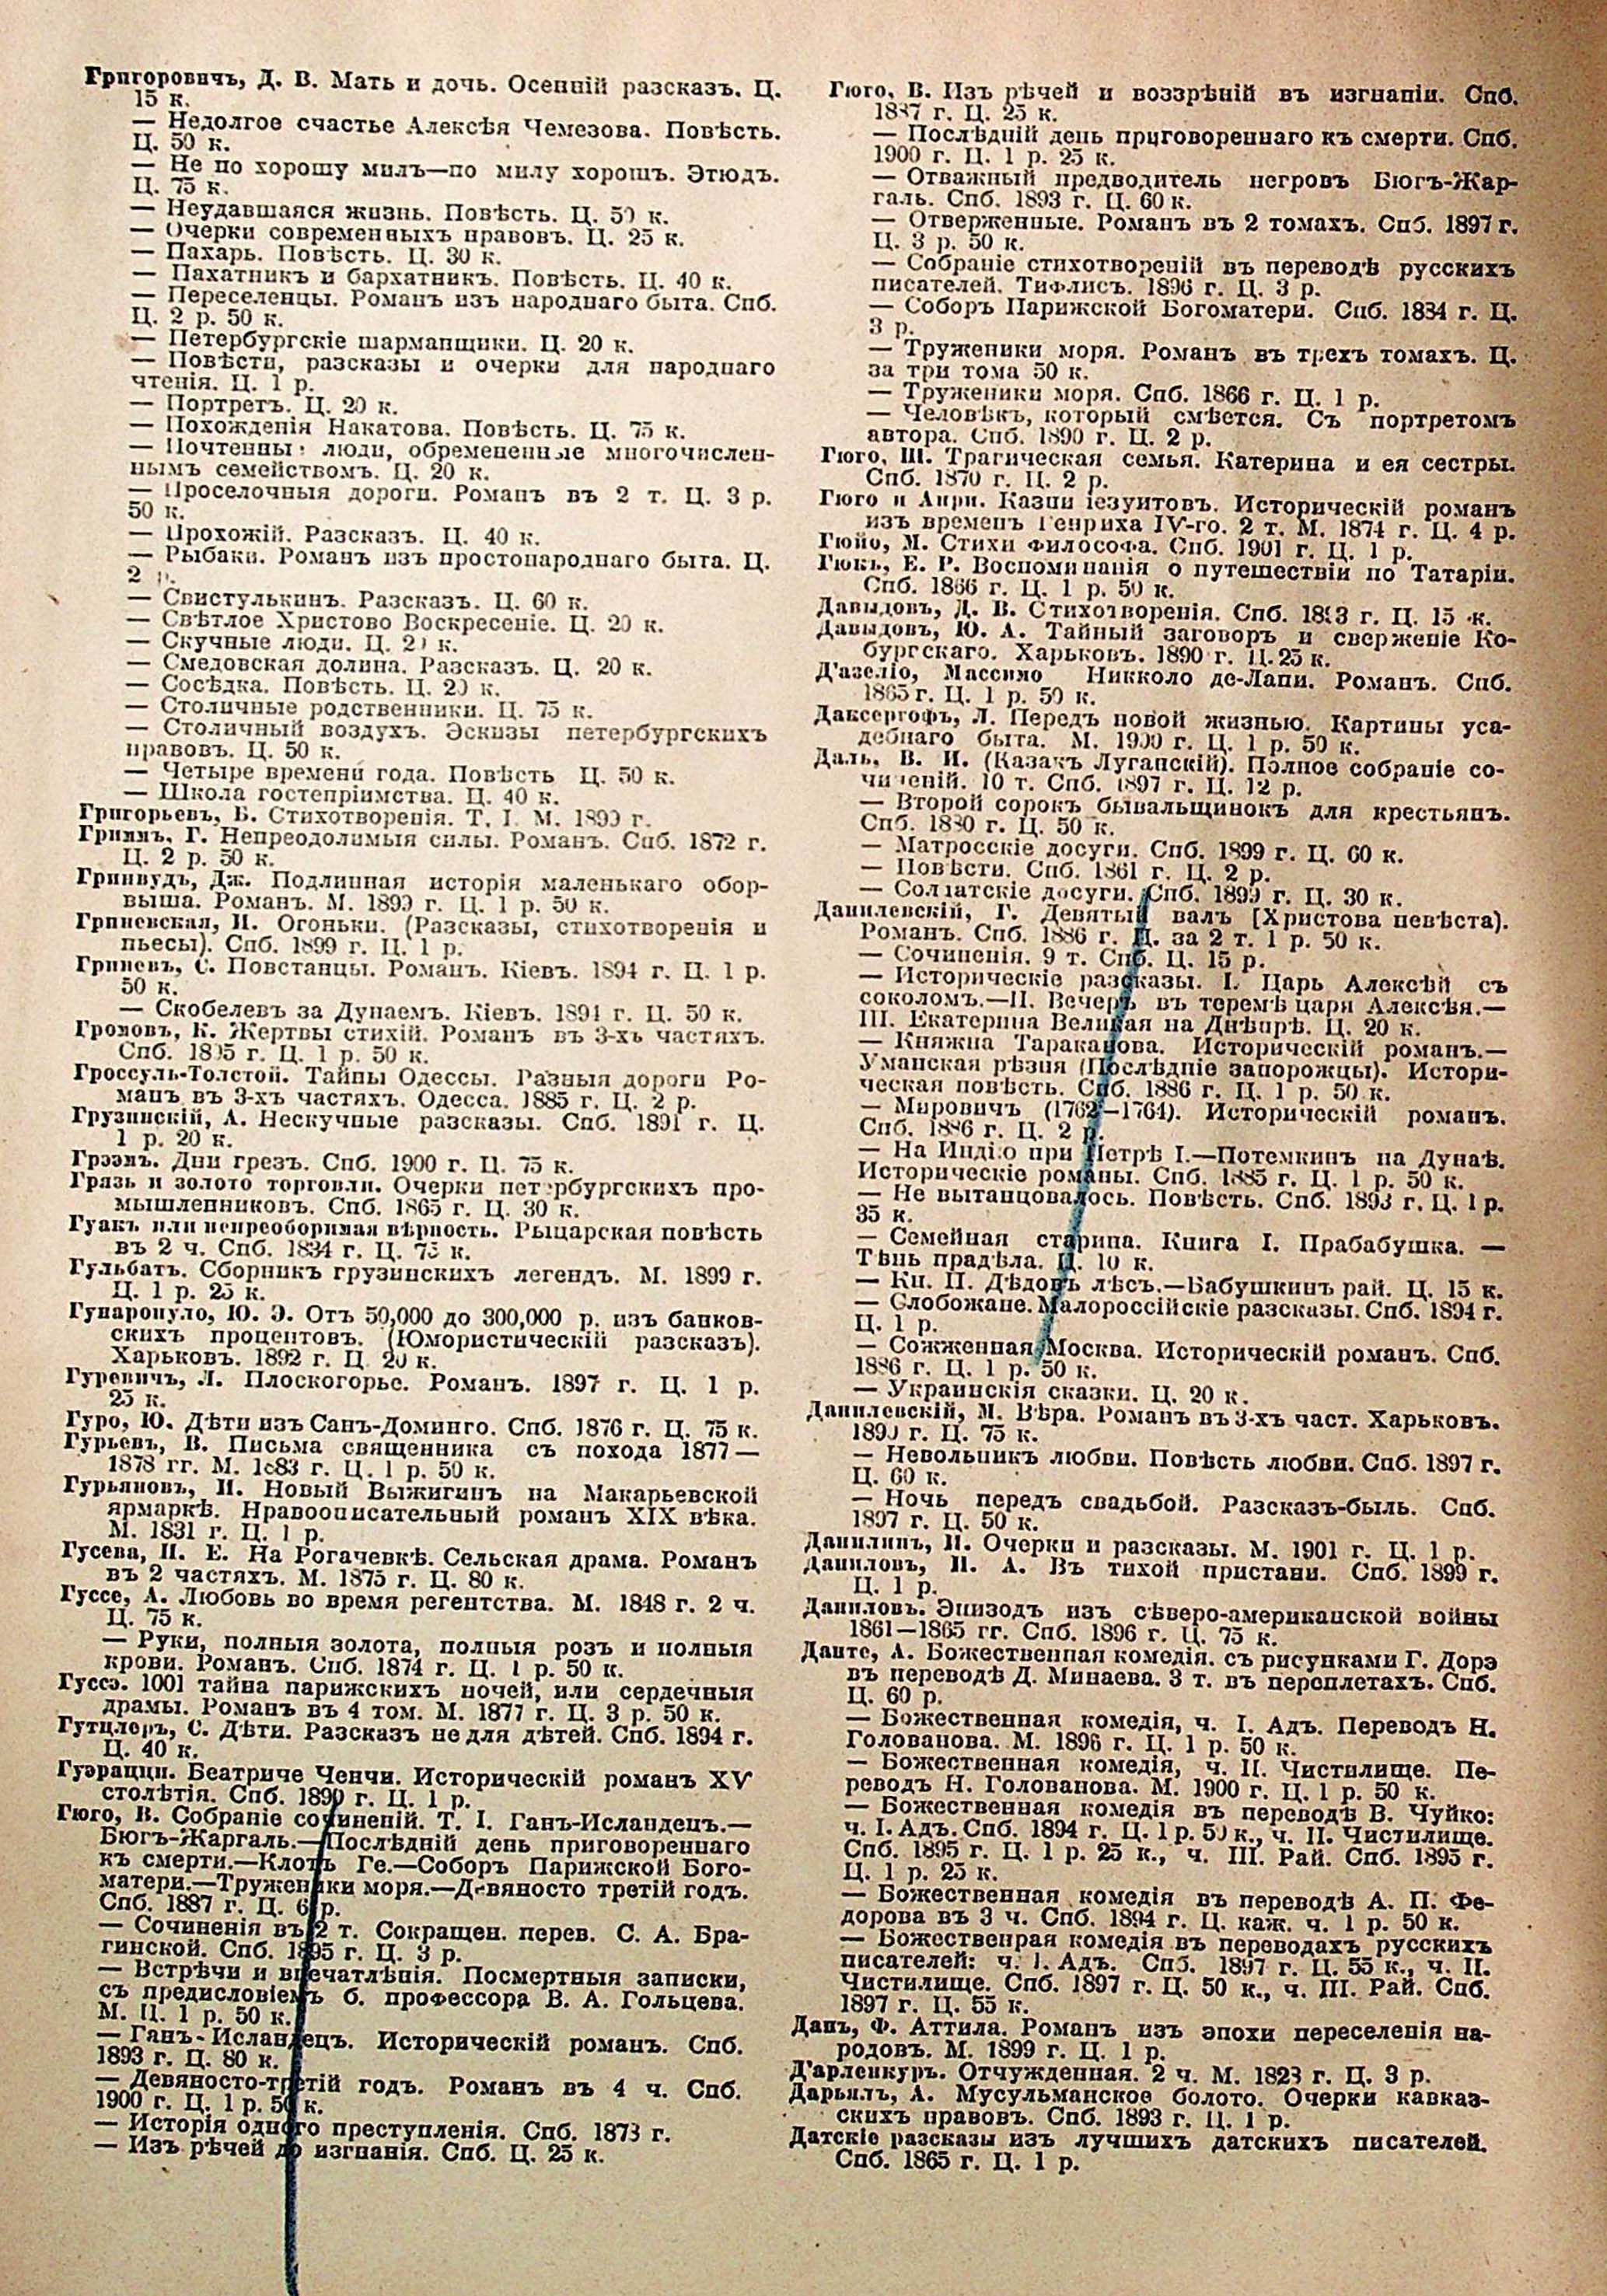 Григоровичъ, Д. В. Мать и дочь. Осенній разсказъ. Ц.
15 к.
— Недолгое счастье Алексѣя Чемезова. Повѣсть.
Ц. 50 к.
— Не по хорошу милъ—по милу хорошъ. Этюдъ.
Ц. 75 к.
— Неудавшаяся жизнь. Повѣсть. Ц. 50 к.
— Очерки современныхъ нравовъ. Ц. 25 к.
— Пахарь. Повѣсть. Ц. 30 к.
— Пахатникъ и бархатникъ. Повѣсть. Ц. 40 к.
— Переселенцы. Романъ изъ народнаго быта. Спб.
Ц. 2 р. 50 к.
— Петербургскіе шарманщики. Ц. 20 к.
— Повѣсти, разсказы и очерки для народнаго
чтенія. Ц. 1 р.
— Портретъ. Ц. 20 к.
— Похожденія Накатова. Повѣсть. Ц. 75 к.
— Почтенны люди, обремененные многочислен-
нымъ семействомъ. Ц. 20 к.
— Проселочныя дороги. Романъ въ 2 т. Ц. 3 р.
50 к.
— Прохожій. Разсказъ. Ц. 40 к.
— Рыбаки. Романъ изъ простонароднаго быта. Ц.
2 р.
— Свистулькинъ. Разсказъ. Ц. 60 к.
— Свѣтлое Христово Воскресеніе. Ц. 20 к.
— Скучные люди. Ц. 20 к.
— Смедовская долина. Разсказъ. Ц. 20 к.
— Сосѣдка. Повѣсть. Ц. 20 к.
— Столичные родственники. Ц. 75 к.
— Столичный воздухъ. Эскизы петербургскихъ
нравовъ. Ц. 50 к.
— Четыре времени года. Повѣсть Ц. 50 к.
— Школа гостепріимства. Ц. 40 к.
Григорьевъ, Б. Стихотворенія. Т. I. М. 1899 г.
Гриммъ, Г. Непреодолимыя силы. Романъ. Спб. 1872 г.
Ц. 2 р. 50 к.
Гринвудъ, Дж. Подлинная исторія маленькаго обор-
выша. Романъ. М. 1899 г. Ц. 1 р. 50 к.
Гриневская, И. Огоньки. (Разсказы, стихотворенія и
пьесы). Спб. 1899 г. Ц. 1 р.
Гриневъ, С. Повстанцы. Романъ. Кіевъ. 1894 г. Ц. 1 р.
50 к.
— Скобелевъ за Дунаемъ. Кіевъ. 1894 г. Ц. 50 к.
Громовъ, К. Жертвы стихій. Романъ въ 3-хъ частяхъ.
Спб. 1895 г. Ц. 1 р. 50 к.
Гроссуль-Толстой. Тайны Одессы. Разныя дороги Ро-
манъ въ 3-хъ частяхъ. Одесса. 1885 г. Ц. 2 р.
Грузинскій, А. Нескучные разсказы. Спб. 1891 г. Ц.
1 р. 20 к.
Грээмъ. Дни грезъ. Спб. 1900 г. Ц. 75 к.
Грязь и золото торговли. Очерки петербургскихъ про-
мышленниковъ. Спб. 1865 г. Ц. 30 к.
Гуакъ или непреоборимая вѣрность. Рыцарская повѣсть
въ 2 ч. Спб. 1834 г. Ц. 75 к.
Гульбатъ. Сборникъ грузинскихъ легендъ. М. 1899 г.
Ц. 1 р. 25 к.
Гунаропуло, Ю. Э. Отъ 50,000 до 300,000 р. изъ банков-
скихъ процентовъ. (Юмористическій разсказъ).
Харьковъ. 1892 г. Ц 20 к.
Гуревичъ, Л. Плоскогорье. Романъ. 1897 г. Ц. 1 р.
25 к.
Гуро, Ю. Дѣти изъ Санъ-Доминго. Спб. 1876 г. Ц. 75 к.
Гурьевъ, В. Письма священника съ похода 1877—
1878 гг. М. 1883 г. Ц. 1 р. 50 к.
Гурьяновъ, И. Новый Выжигинъ на Макарьевской
ярмаркѣ. Нравоописательный романъ XIX вѣка.
М. 1831 г. Ц. 1 р.
Гусева, П. Е. На Рогачевкѣ. Сельская драма. Романъ
въ 2 частяхъ. М. 1875 г. Ц. 80 к.
Гуссе, А. Любовь во время регентства. М. 1848 г. 2 ч.
Ц. 75 к.
— Руки, полныя золота, полныя розъ и полныя
крови. Романъ. Спб. 1874 г. Ц. 1 р. 50 к.
Гуссэ. 1001 тайна парижскихъ ночей, или сердечныя
драмы. Романъ въ 4 том. М. 1877 г. Ц. 3 р. 50 к.
Гутцлеръ, С. Дѣти. Разсказъ не для дѣтей. Спб. 1894 г.
Ц. 40 к.
Гуэрацци. Беатриче Ченчи. Историческій романъ XV
столѣтія. Спб. 1890 г. Ц. 1 р.
Гюго, В. Собраніе сочиненій. Т. I. Ганъ-Исландецъ.—
Бюгъ-Жаргаль.—Послѣдній день приговореннаго
къ смерти.—Клотъ Ге.—Соборъ Парижской Бого-
матери.—Труженики моря.—Девяносто третій годъ.
Спб. 1887 г. Ц. 6 р.
— Сочиненія въ 2 т. Сокращен. перев. С. А. Бра-
гинской. Спб. 1895 г. Ц. 3 р.
— Встрѣчи и впечатлѣнія. Посмертныя записки,
съ предисловіемъ б. профессора В. А. Гольцева.
М. Ц. 1 р. 50 к.
— Ганъ-Исландецъ. Историческій романъ. Спб.
1893 г. Ц. 80 к.
— Девяносто-третій годъ. Романъ въ 4 ч. Спб.
1900 г. Ц. 1 р. 50 к.
— Исторія одного преступленія. Спб. 1873 г.
— Изъ рѣчей до изгнанія. Спб. Ц. 25 к.
Гюго, В. Изъ рѣчей и воззрѣній въ изгнаніи. Спб.
1887 г. Ц. 25 к.
— Послѣдній день приговореннаго къ смерти. Спб.
1900 г. Ц. 1 р. 25 к.
— Отважный предводитель негровъ Бюгъ-Жар-
галь. Спб. 1893 г. Ц. 60 к.
— Отверженные. Романъ въ 2 томахъ. Спб. 1897 г.
Ц. 3 р. 50 к.
— Собраніе стихотвореній въ переводѣ русскихъ
писателей. Тифлисъ. 1896 г. Ц. 3 р.
— Соборъ Парижской Богоматери. Спб. 1884 г. Ц.
3 р.
— Труженики моря. Романъ въ трехъ томахъ. Ц.
за три тома 50 к.
— Труженики моря. Спб. 1866 г. Ц. 1 р.
— Человѣкъ, который смѣется. Съ портретомъ
автора. Спб. 1890 г. Ц. 2 р.
Гюго, Ш. Трагическая семья. Катерина и ея сестры.
Спб. 1870 г. Ц. 2 р.
Гюго и Анри. Казни іезуитовъ. Историческій романъ
изъ временъ Генриха IV-го. 2 т. М. 1874 г. Ц. 4 р.
Гюйо, М. Стихи философа. Спб. 1901 г. Ц. 1 р.
Гюкъ, Е. Р. Воспоминанія о путешествіи по Татаріи.
Спб. 1866 г. Ц. 1 р. 50 к.
Давыдовъ, Д. В. Стихотворенія. Спб. 1893 г. Ц. 15 к.
Давыдовъ, Ю. А. Тайный заговоръ и сверженіе Ко-
бургскаго. Харьковъ. 1890 г. Ц. 25 к.
Д'азеліо, Массимо Никколо де-Лапи. Романъ. Спб.
1865 г. Ц. 1 р. 50 к.
Даксергофъ, Л. Передъ новой жизнью. Картины уса-
дебнаго быта. М. 1900 г. Ц. 1 р. 50 к.
Даль, В. И. (Казакъ Луганскій). Полное собраніе со-
чиненій. 10 т. Спб. 1897 г. Ц. 12 р.
— Второй сорокъ бывальщинокъ для крестьянъ.
Спб. 1880 г. Ц. 50 к.
— Матросскіе досуги. Спб. 1899 г. Ц. 60 к.
— Повѣсти. Спб. 1861 г. Ц. 2 р.
— Солдатскіе досуги. Спб. 1899 г. Ц. 30 к.
Данилевскій, Г. Девятый валъ [Христова невѣста).
Романъ. Спб. 1886 г. Ц. за 2 т. 1 р. 50 к.
— Сочиненія. 9 т. Спб. Ц. 15 р.
— Историческіе разсказы. I. Царь Алексѣй съ
соколомъ.—II. Вечеръ въ теремѣ царя Алексѣя.—
III. Екатерина Великая на Днѣпрѣ. Ц. 20 к.
— Княжна Тараканова. Историческій романъ.—
Уманская рѣзня (Послѣдніе запорожцы). Истори-
ческая повѣсть. Спб. 1886 г. Ц. 1 р. 50 к.
— Мировичъ (1762—1764). Историческій романъ.
Спб. 1886 г. Ц. 2 р.
— На Индію при Петрѣ I.—Потемкинъ на Дунаѣ.
Историческіе романы. Спб. 1885 г. Ц. 1 р. 50 к.
— Не вытанцовалось. Повѣсть. Спб. 1893 г. Ц. 1 р.
35 к.
— Семейная старина. Книга I. Прабабушка. —
Тѣнь прадѣла. Ц. 10 к.
— Кн. II. Дѣдовъ лѣсъ.—Бабушкинъ рай. Ц. 15 к.
— Слобожане. Малороссійскіе разсказы. Спб. 1894 г.
Ц. 1 р.
— Сожженная Москва. Историческій романъ. Спб.
1886 г. Ц. 1 р. 50 к.
— Украинскія сказки. Ц. 20 к.
Данилевскій, М. Вѣра. Романъ въ 3-хъ част. Харьковъ.
1890 г. Ц. 75 к.
— Невольникъ любви. Повѣсть любви. Спб. 1897 г.
Ц. 60 к.
— Ночь передъ свадьбой. Разсказъ-быль. Спб.
1897 г. Ц. 50 к.
Данилинъ, И. Очерки и разсказы. М. 1901 г. Ц. 1 р.
Даниловъ, И. А. Въ тихой пристани. Спб. 1899 г.
Ц. 1 р.
Даниловъ. Эпизодъ изъ сѣверо-американской войны
1861—1865 гг. Спб. 1896 г. Ц. 75 к.
Данте, А. Божественная комедія. съ рисунками Г. Дорэ
въ переводѣ Д. Минаева. 3 т. въ переплетахъ. Спб.
Ц. 60 р.
— Божественная комедія, ч. I. Адъ. Переводъ Н.
Голованова. М. 1896 г. Ц. 1 р. 50 к.
— Божественная комедія, ч. II. Чистилище. Пе-
реводъ Н. Голованова. М. 1900 г. Ц. 1 р. 50 к.
— Божественная комедія въ переводѣ В. Чуйко:
ч. I. Адъ. Спб. 1894 г. Ц. 1 р. 50 к., ч. II. Чистилище.
Спб. 1895 г. Ц. 1 р. 25 к., ч. III. Рай. Спб. 1895 г.
Ц. 1 р. 25 к.
— Божественная комедія въ переводѣ А. П. Фе-
дорова въ 3 ч. Спб. 1894 г. Ц. каж. ч. 1 р. 50 к.
— Божественрая комедія въ переводахъ русскихъ
писателей: ч. I. Адъ. Спб. 1897 г. Ц. 55 к., ч. II.
Чистилище. Спб. 1897 г. Ц. 50 к., ч. III. Рай. Спб.
1897 г. Ц. 55 к.
Данъ, Ф. Аттила. Романъ изъ эпохи переселенія на-
родовъ. М. 1899 г. Ц. 1 р.
Д'арленкуръ. Отчужденная. 2 ч. М. 1823 г. Ц. 3 р.
Дарьялъ, А. Мусульманское болото. Очерки кавказ-
скихъ нравовъ. Спб. 1893 г. Ц. 1 р.
Датскіе разсказы изъ лучшихъ датскихъ писателей.
Спб. 1865 г. Ц. 1 р.